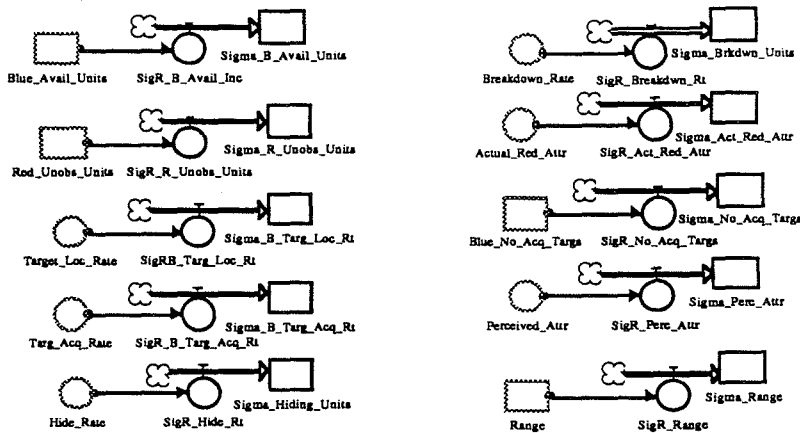 Sigma_B_Avail_Units
Blue_Avail_Units
SigR_B_Avail_Inc
Sigma_R_Unobs_Units
Red_Unobs_Units
SigR_R_Unobs_Units
Sigma_B_Targ_Loc_Rt
Target_Loc_Rate
SigRB_Targ_Loc_Rt
Sigma_B_Targ_Acq_Rt
Targ_Acq_Rate
SigR_B_Targ_Acq_Rt
Sigma_Hiding_Units
Hide_Rate
SigR_Hide_Rt
Sigma_Brkdwn_Units
Breakdown_Rate
SigR_Breakdwn_Rt
Sigma_Act_Red_Attr
Actual_Red_Attr
SigR_Act_Red_Attr
Sigma_No_Acq_Targs
Blue_No_Acq_Targs
SigR_No_Acq_Targs
Sigma_Perc_Attr
Perceived_Attr
SigR_Perc_Attr
Sigma_Range
Range
SigR_Range